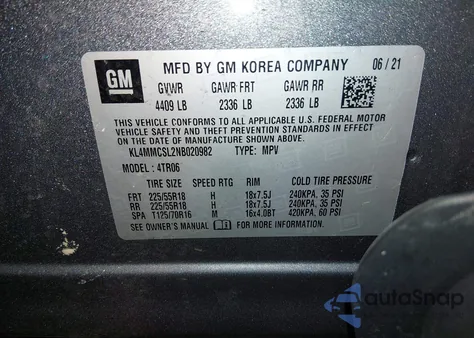 GM
MFD BY GM KOREA COMPANY 06/21
GVWR GAWR FRT GAWR RR
4409 LB 2336 LB 2336 LB
THIS VEHICLE CONFORMS TO ALL APPLICABLE U.S. FEDERAL MOTOR
VEHICLE SAFETY, BUMPER, AND THEFT PREVENTION STANDARDS IN EFFECT
ON THE DATE OF MANUFACTURE SHOWN ABOVE.
KL4MMCSL2NB020982 TYPE: MPV
MODEL: 4TR06
TIRE SIZE SPEED RTG RIM COLD TIRE PRESSURE
FRT 225/55R18 H 18x7.5J 240KPA, 35 PSI
RR 225/55R18 H 18x7.5J 240KPA, 35 PSI
SPA T125/70R16 M 16x4.0BT 420KPA, 60 PSI
SEE OWNER'S MANUAL FOR MORE INFORMATION.
autoSnap